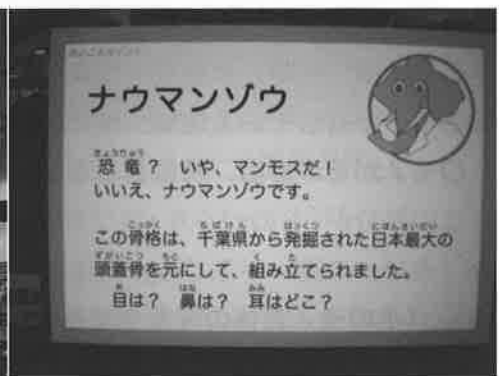 ナウマンゾウ
恐竜？ いや、マンモスだ！
いいえ、ナウマンゾウです。
この骨格は、千葉県から発掘された日本最大の
頭蓋骨を元にして、組み立てられました。
目は？ 鼻は？ 耳はどこ？